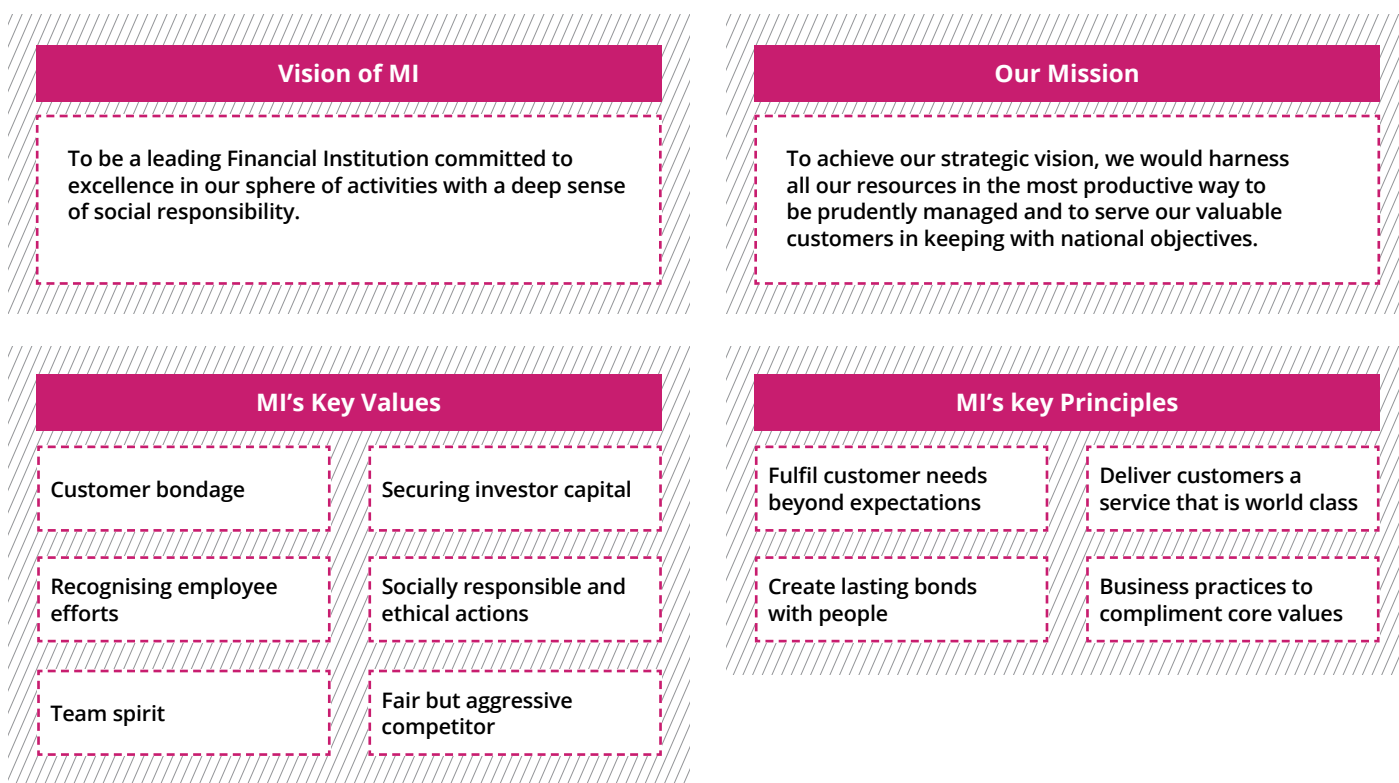 Vision of MI
To be a leading Financial Institution committed to
excellence in our sphere of activities with a deep sense
of social responsibility.
Our Mission
To achieve our strategic vision, we would harness
all our resources in the most productive way to
be prudently managed and to serve our valuable
customers in keeping with national objectives.
MI’s Key Values
Customer bondage
Securing investor capital
Recognising employee
efforts
Socially responsible and
ethical actions
Team spirit
Fair but aggressive
competitor
MI’s key Principles
Fulfil customer needs
beyond expectations
Deliver customers a
service that is world class
Create lasting bonds
with people
Business practices to
compliment core values